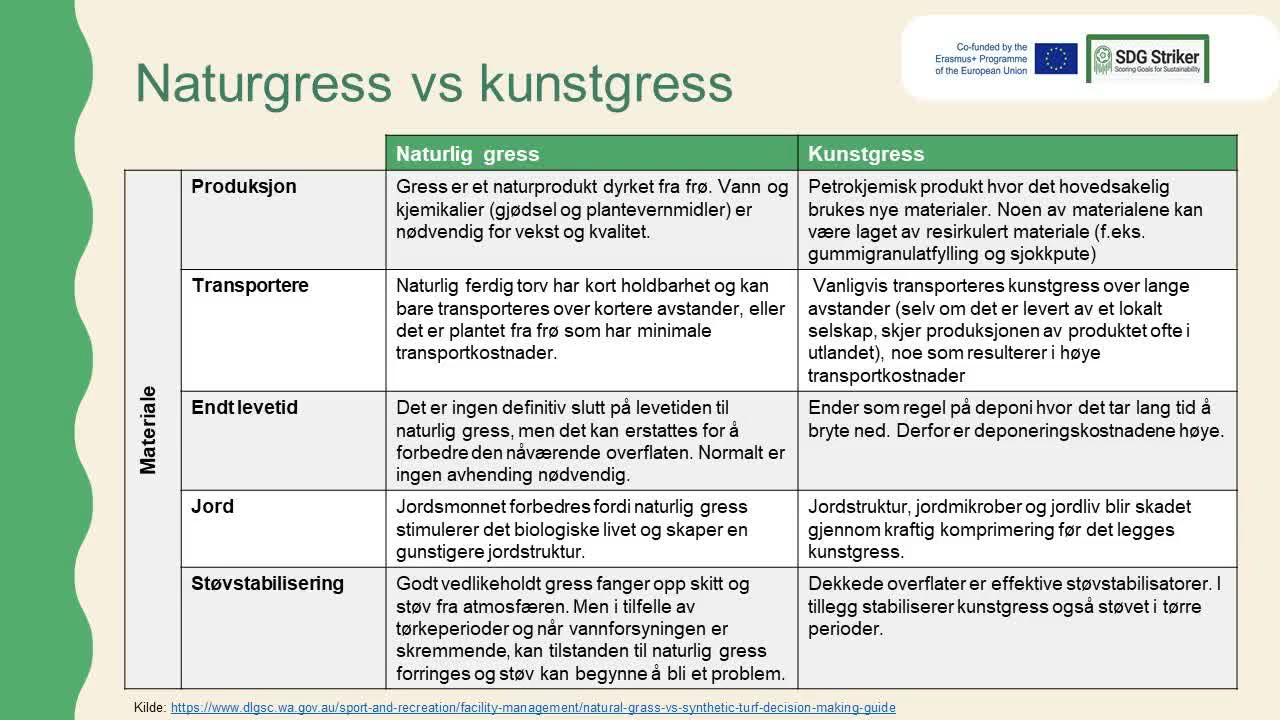 Co-funded by the
Erasmus+ Programme
of the European Union
SDG Striker
Scoring Goals for Sustainability
Naturgress vs kunstgress
Naturlig gress
Kunstgress
Materiale
Produksjon
Gress er et naturprodukt dyrket fra frø. Vann og
kjemikalier (gjødsel og plantevernmidler) er
nødvendig for vekst og kvalitet.
Petrokjemisk produkt hvor det hovedsakelig
brukes nye materialer. Noen av materialene kan
være laget av resirkulert materiale (f.eks.
gummigranulatfylling og sjokkpute)
Transportere
Naturlig ferdig torv har kort holdbarhet og kan
bare transporteres over kortere avstander, eller
det er plantet fra frø som har minimale
transportkostnader.
Vanligvis transporteres kunstgress over lange
avstander (selv om det er levert av et lokalt
selskap, skjer produksjonen av produktet ofte i
utlandet), noe som resulterer i høye
transportkostnader
Endt levetid
Det er ingen definitiv slutt på levetiden til
naturlig gress, men det kan erstattes for å
forbedre den nåværende overflaten. Normalt er
ingen avhending nødvendig.
Ender som regel på deponi hvor det tar lang tid å
bryte ned. Derfor er deponeringskostnadene høye.
Jord
Jordsmonnet forbedres fordi naturlig gress
stimulerer det biologiske livet og skaper en
gunstigere jordstruktur.
Jordstruktur, jordmikrober og jordliv blir skadet
gjennom kraftig komprimering før det legges
kunstgress.
Støvstabilisering
Godt vedlikeholdt gress fanger opp skitt og
støv fra atmosfæren. Men i tilfelle av
tørkeperioder og når vannforsyningen er
skremmende, kan tilstanden til naturlig gress
forringes og støv kan begynne å bli et problem.
Dekkede overflater er effektive støvstabilisatorer. I
tillegg stabiliserer kunstgress også støvet i tørre
perioder.
Kilde: https://www.dlgsc.wa.gov.au/sport-and-recreation/facility-management/natural-grass-vs-synthetic-turf-decision-making-guide